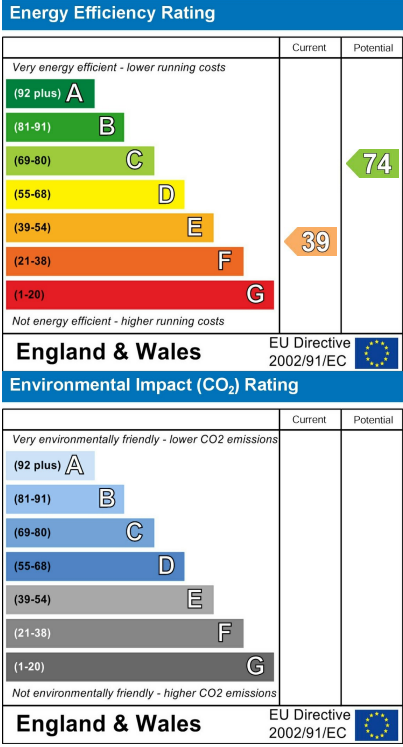 Energy Efficiency Rating
Current Potential
Very energy efficient - lower running costs
(92 plus) A
(81-91) B
(69-80) C
74
(55-68) D
(39-54) E
39
(21-38) F
(1-20) G
Not energy efficient - higher running costs
England & Wales
EU Directive
2002/91/EC
Environmental Impact (CO₂) Rating
Current Potential
Very environmentally friendly - lower CO2 emissions
(92 plus) A
(81-91) B
(69-80) C
(55-68) D
(39-54) E
(21-38) F
(1-20) G
Not environmentally friendly - higher CO2 emissions
England & Wales
EU Directive
2002/91/EC